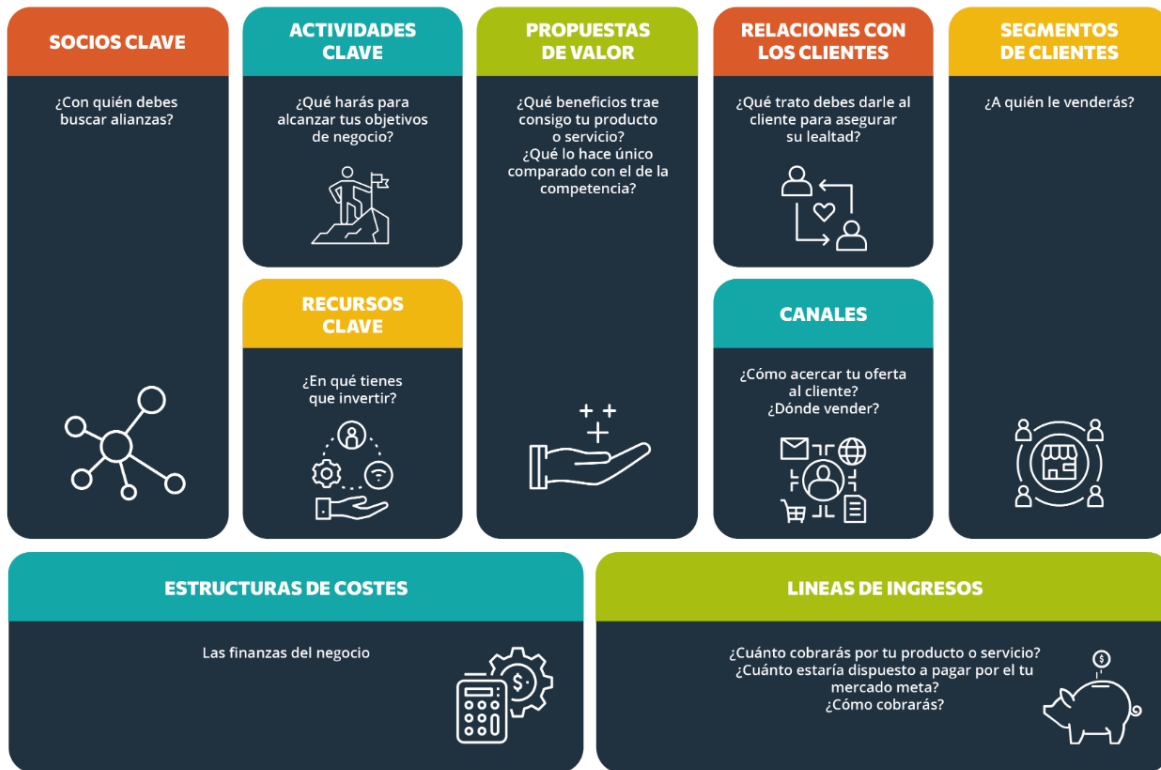 SOCIOS CLAVE
¿Con quién debes
buscar alianzas?
ACTIVIDADES
CLAVE
¿Qué harás para
alcanzar tus objetivos
de negocio?
RECURSOS
CLAVE
¿En qué tienes
que invertir?
PROPUESTAS
DE VALOR
¿Qué beneficios trae
consigo tu producto
o servicio?
¿Qué lo hace único
comparado con el de la
competencia?
RELACIONES CON
LOS CLIENTES
¿Qué trato debes darle al
cliente para asegurar
su lealtad?
CANALES
¿Cómo acercar tu oferta
al cliente?
¿Dónde vender?
SEGMENTOS
DE CLIENTES
¿A quién le venderás?
ESTRUCTURAS DE COSTES
Las finanzas del negocio
$
LINEAS DE INGRESOS
¿Cuánto cobrarás por tu producto o servicio?
¿Cuánto estaría dispuesto a pagar por el tu
mercado meta?
¿Cómo cobrarás?
$